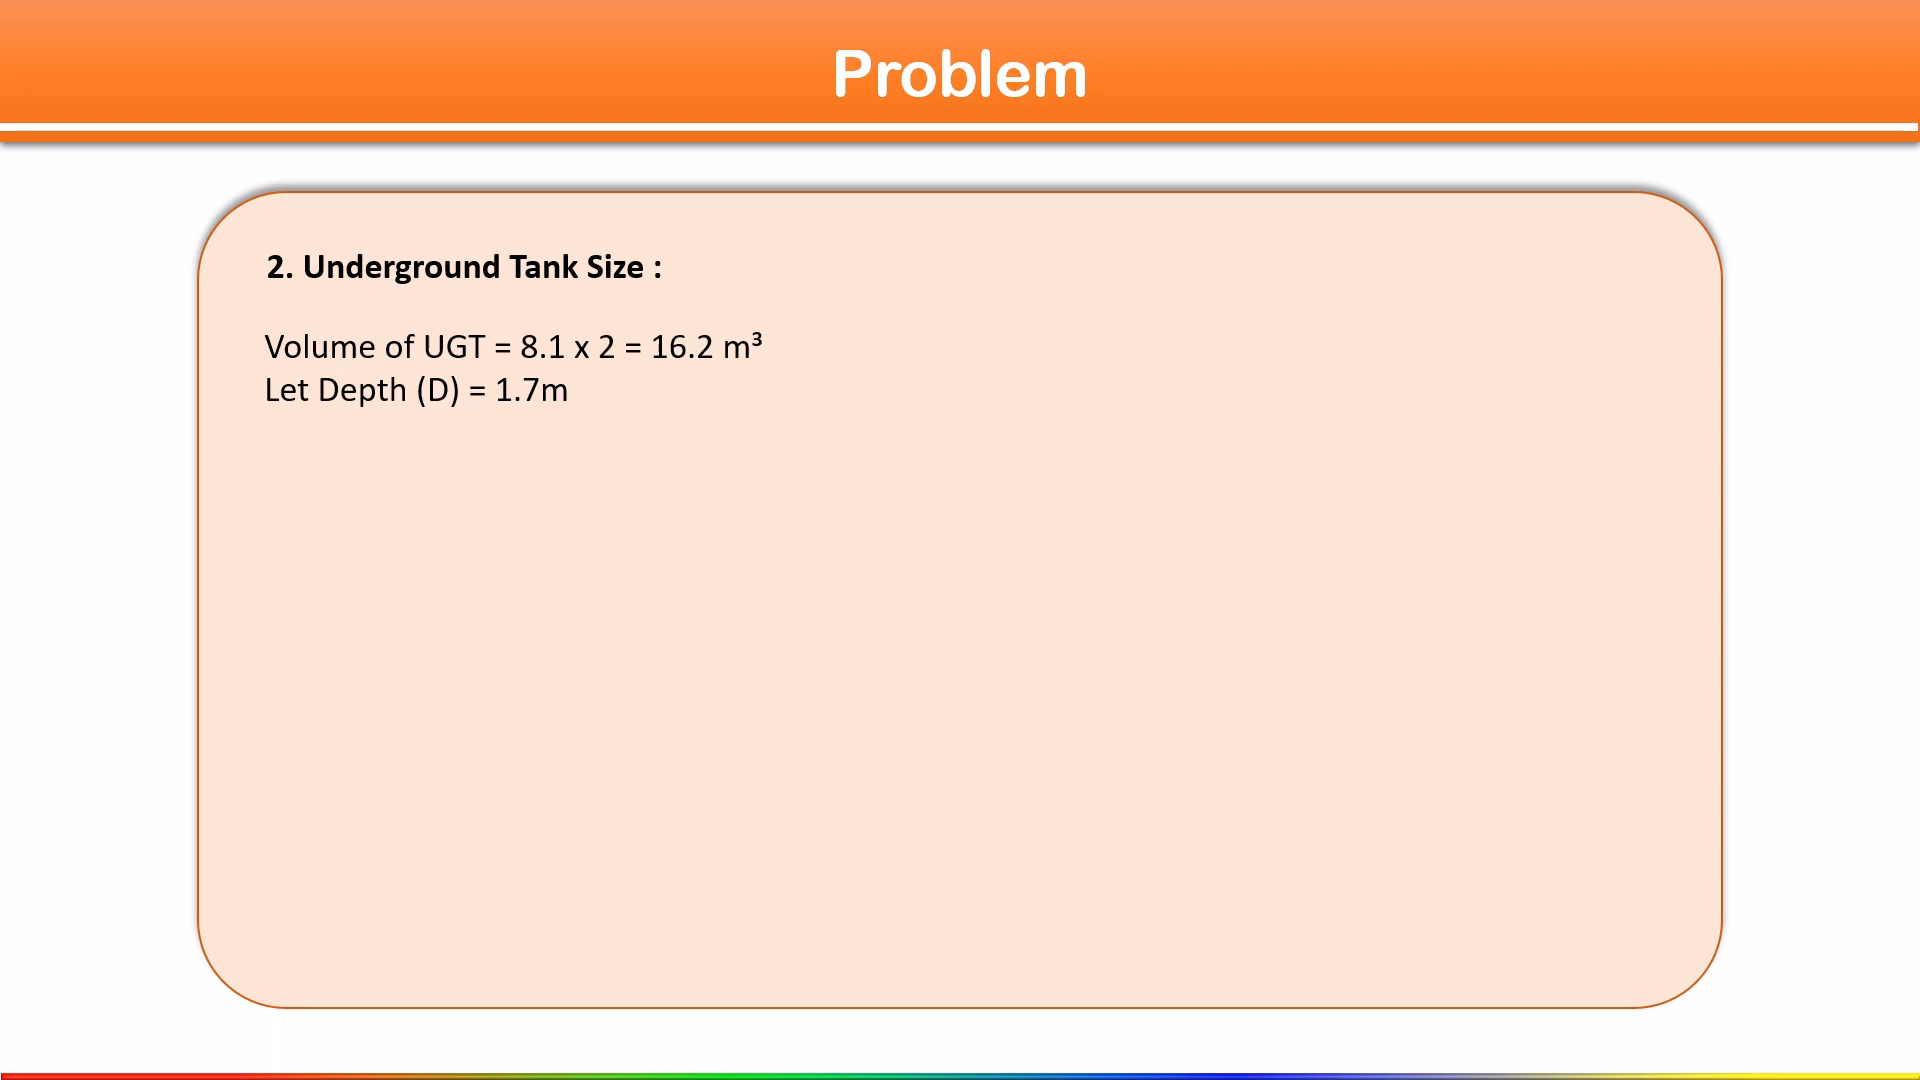 Problem
2. Underground Tank Size :
Volume of UGT = 8.1 x 2 = 16.2 m³
Let Depth (D) = 1.7m